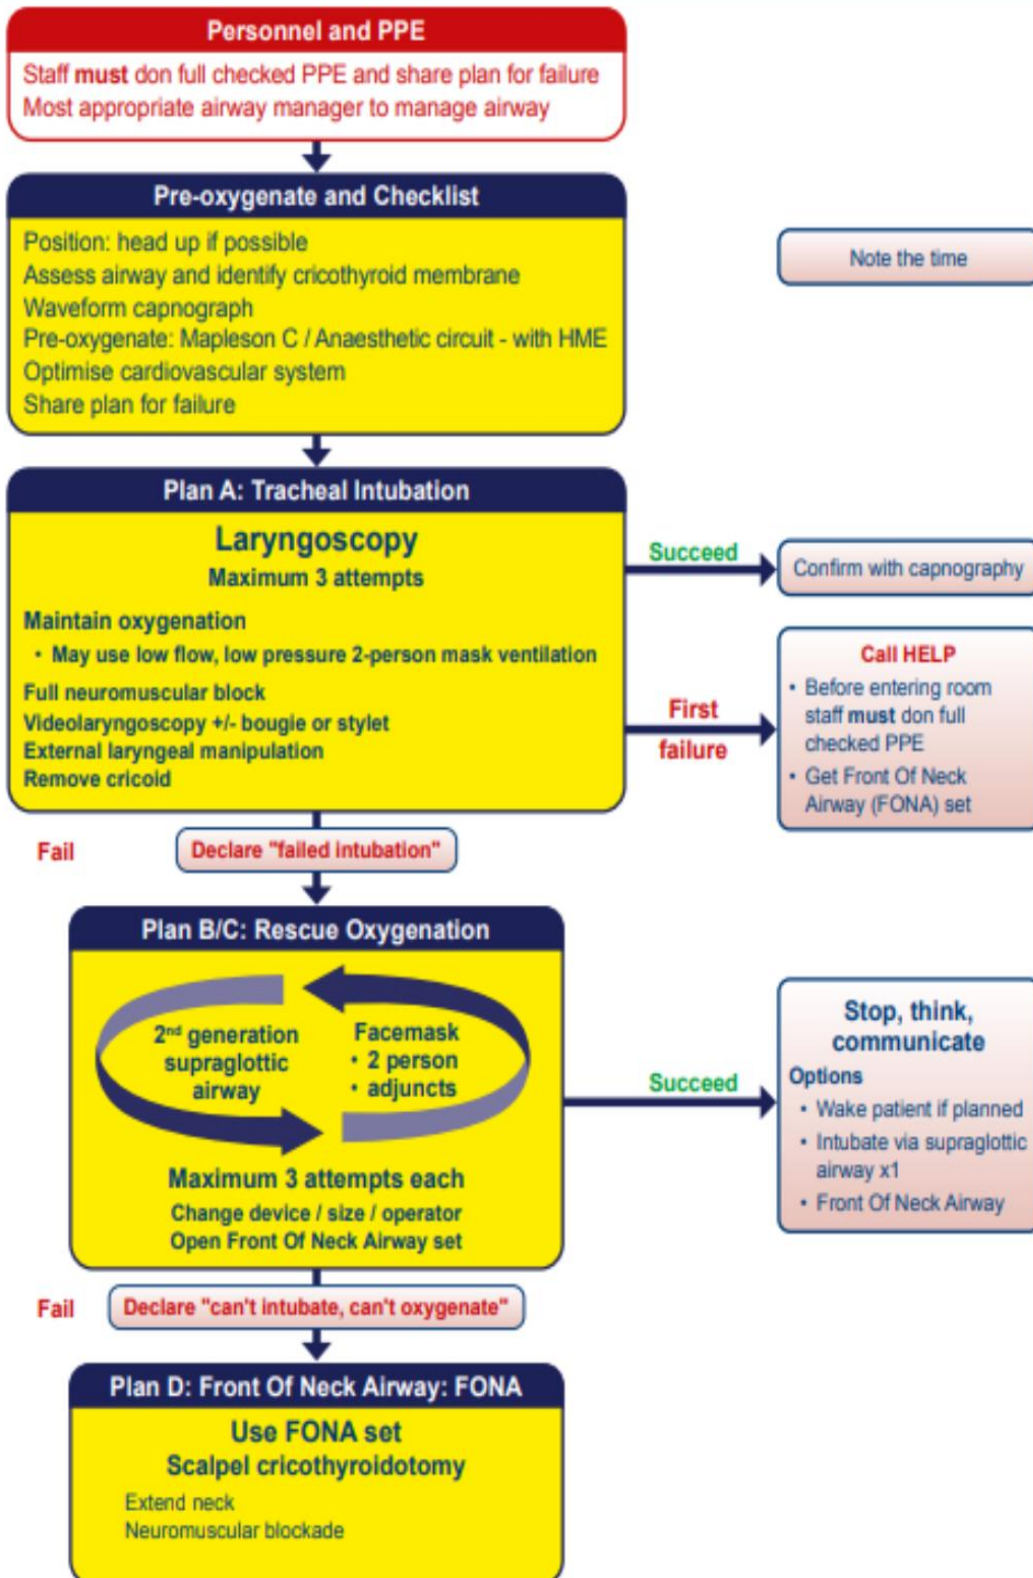 Personnel and PPE
Staff must don full checked PPE and share plan for failure
Most appropriate airway manager to manage airway
Pre-oxygenate and Checklist
Position: head up if possible
Assess airway and identify cricothyroid membrane
Waveform capnograph
Pre-oxygenate: Mapleson C / Anaesthetic circuit - with HME
Optimise cardiovascular system
Share plan for failure
Note the time
Plan A: Tracheal Intubation
Laryngoscopy
Maximum 3 attempts
Maintain oxygenation
• May use low flow, low pressure 2-person mask ventilation
Full neuromuscular block
Videolaryngoscopy +/- bougie or stylet
External laryngeal manipulation
Remove cricoid
Succeed
Confirm with capnography
First
failure
Call HELP
• Before entering room
staff must don full
checked PPE
• Get Front Of Neck
Airway (FONA) set
Fail
Declare "failed intubation"
Plan B/C: Rescue Oxygenation
2nd generation
supraglottic
airway
Facemask
• 2 person
• adjuncts
Maximum 3 attempts each
Change device / size / operator
Open Front Of Neck Airway set
Succeed
Stop, think,
communicate
Options
• Wake patient if planned
• Intubate via supraglottic
airway x1
• Front Of Neck Airway
Fail
Declare "can't intubate, can't oxygenate"
Plan D: Front Of Neck Airway: FONA
Use FONA set
Scalpel cricothyroidotomy
Extend neck
Neuromuscular blockade